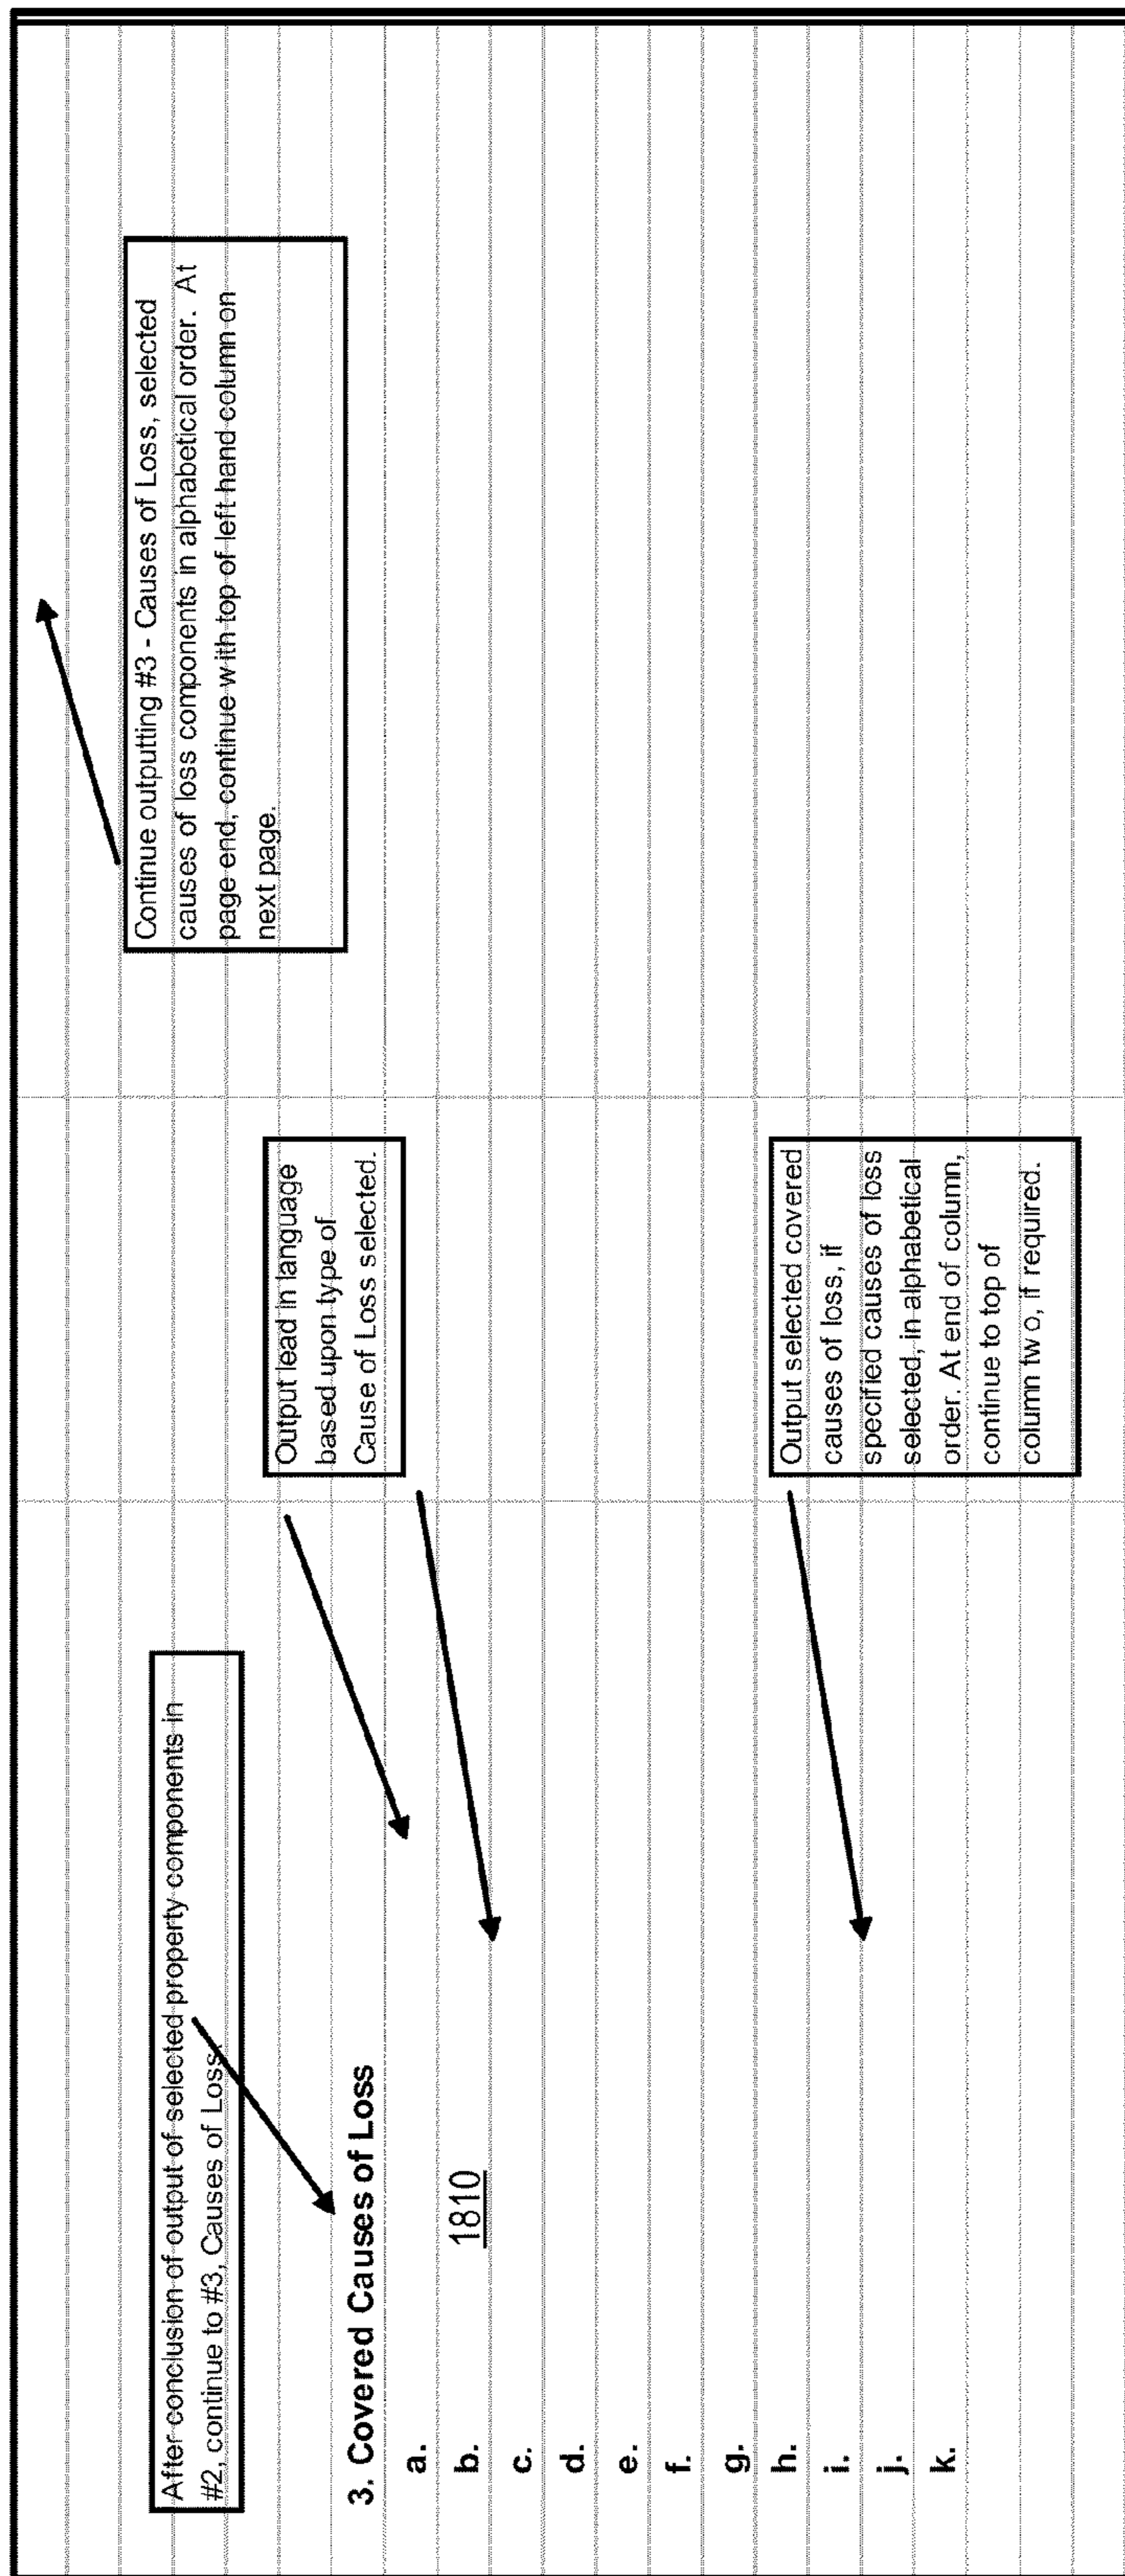 After conclusion of output of selected property components in
#2, continue to #3, Causes of Loss.
3. Covered Causes of Loss
a.
b.
1810
c.
d.
e.
f.
g.
h.
i.
j.
k.
Output lead in language
based upon type of
Cause of Loss selected.
Output selected covered
causes of loss, if
specified causes of loss
selected, in alphabetical
order. At end of column,
continue to top of
column two, if required.
Continue outputting #3 - Causes of Loss, selected
causes of loss components in alphabetical order. At
page end, continue with top of left hand column on
next page.